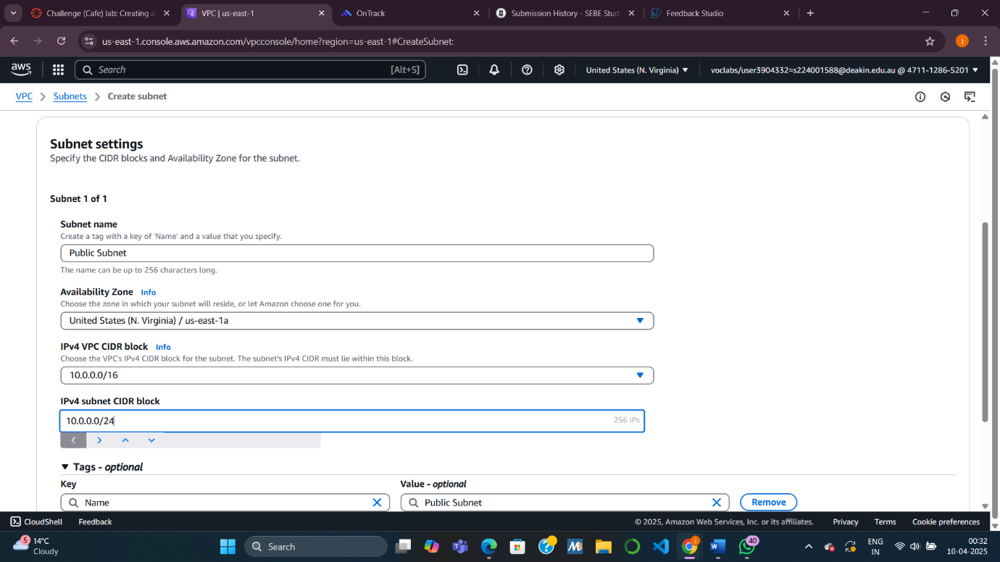 Challenge (Cafe) lab: Creating a
VPC | us-east-1
OnTrack
Submission History - SEBE Stud
Feedback Studio
us-east-1.console.aws.amazon.com/vpcconsole/home?region=us-east-1#CreateSubnet:
j
aws
Search
[Alt+S]
United States (N. Virginia)
voclabs/user3904332=s224001588@deakin.edu.au @ 4711-1286-5201
VPC
Subnets
Create subnet
Subnet settings
Specify the CIDR blocks and Availability Zone for the subnet.
Subnet 1 of 1
Subnet name
Create a tag with a key of 'Name' and a value that you specify.
Public Subnet
The name can be up to 256 characters long.
Availability Zone Info
Choose the zone in which your subnet will reside, or let Amazon choose one for you.
United States (N. Virginia) / us-east-1a
IPv4 VPC CIDR block Info
Choose the VPC's IPv4 CIDR block for the subnet. The subnet's IPv4 CIDR must lie within this block.
10.0.0.0/16
IPv4 subnet CIDR block
10.0.0.0/24
256 IPs
Tags - optional
Key
Value - optional
Name
Public Subnet
Remove
CloudShell
Feedback
© 2025, Amazon Web Services, Inc. or its affiliates.
Privacy
Terms
Cookie preferences
5
14°C
Cloudy
Search
40
ENG
IN
00:32
10-04-2025